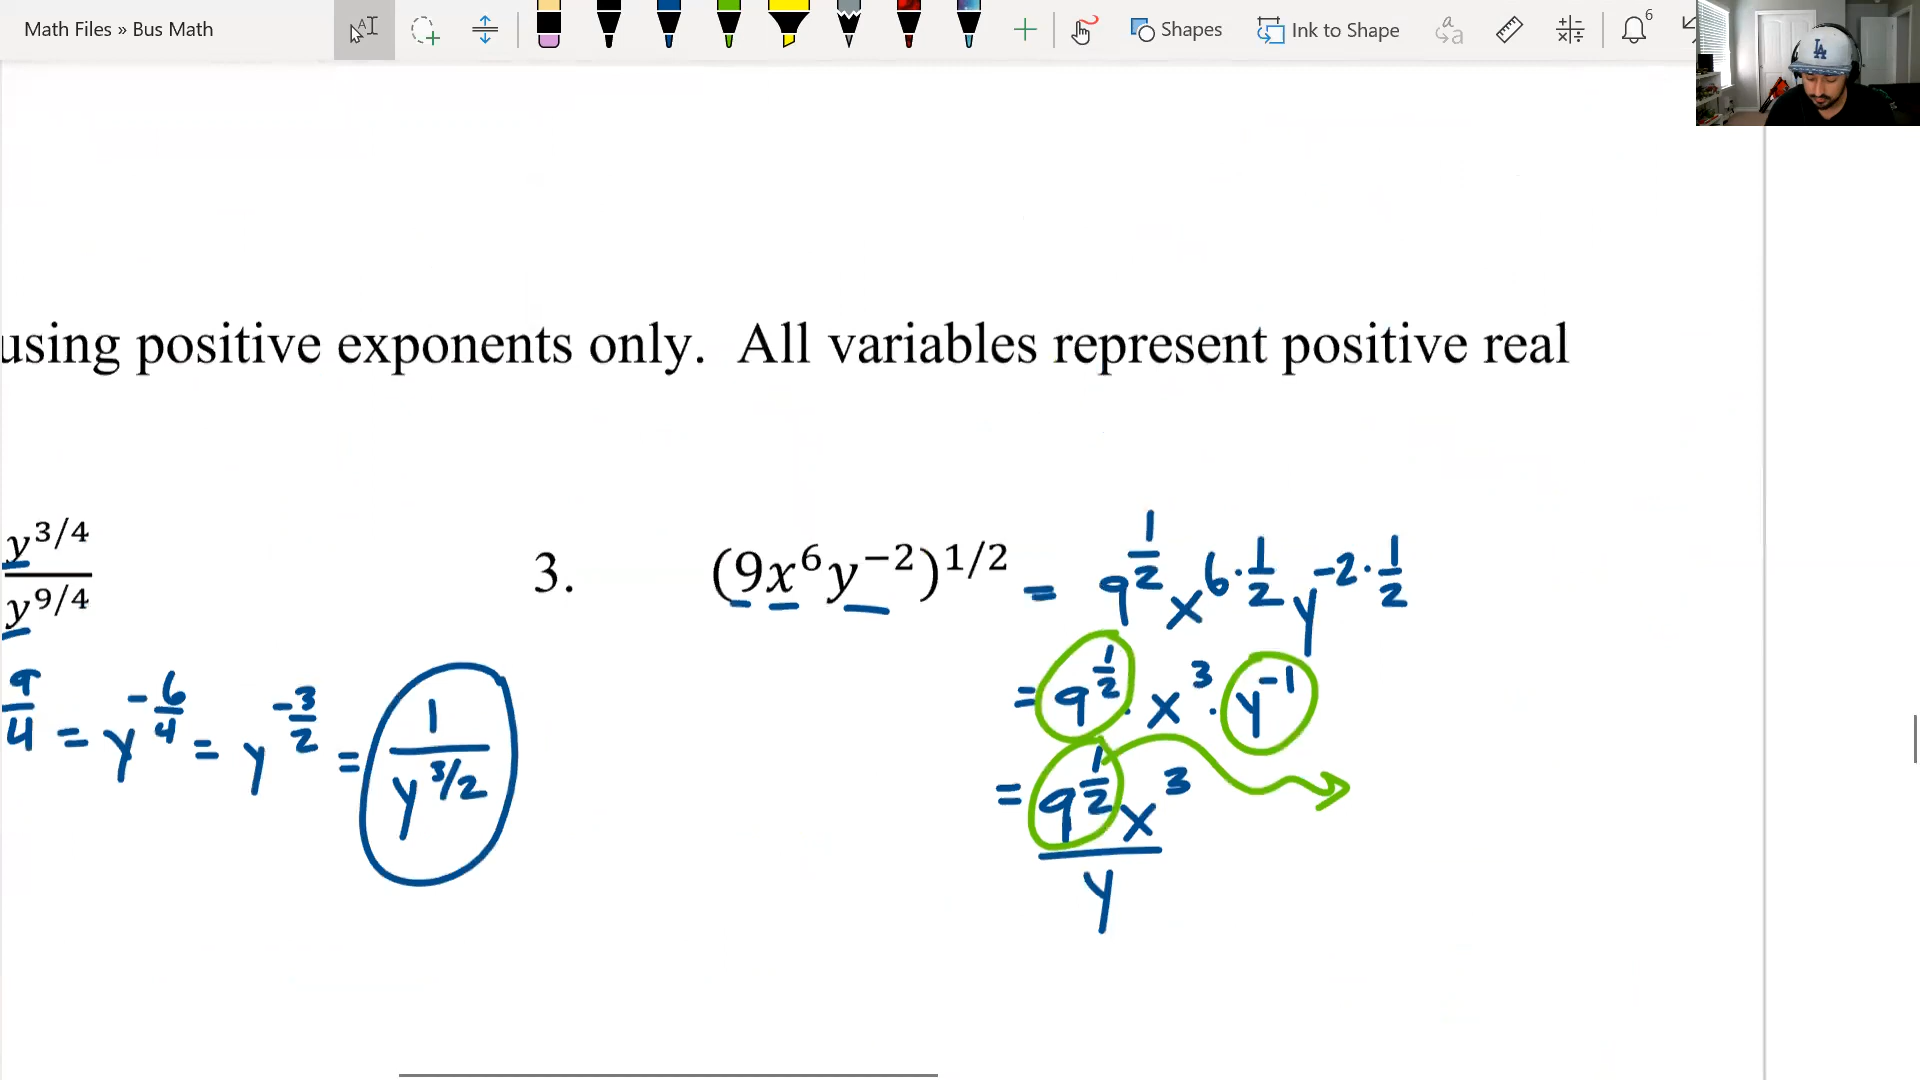 Math Files » Bus Math
Shapes
Ink to Shape
6
LA
using positive exponents only. All variables represent positive real
y^{3/4} / y^{9/4}
3. (9x^6y^{-2})^{1/2} = 9^{1/2} x^{6·1/2} y^{-2·1/2}
= 9^{1/2} · x^3 · y^{-1}
9/4 = y^{-6/4} = y^{-3/2} = 1 / y^{3/2}
= 9^{1/2} x^3 / y